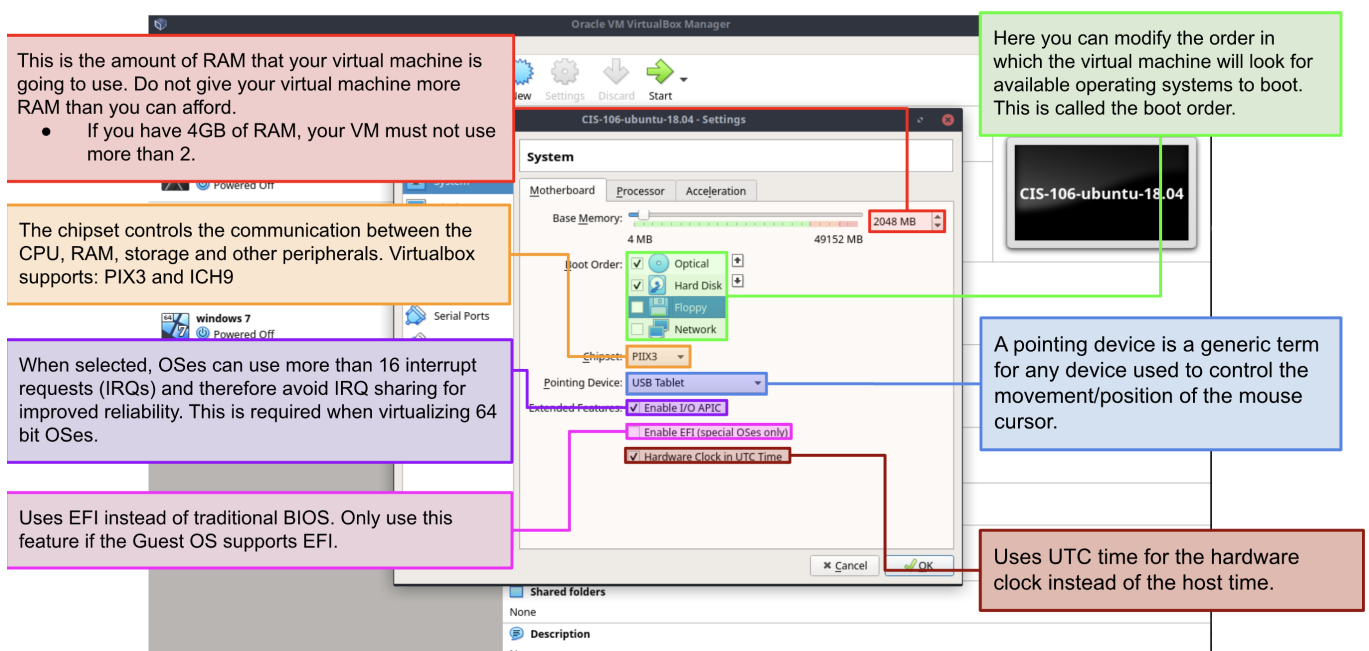 Oracle VM VirtualBox Manager
This is the amount of RAM that your virtual machine is
going to use. Do not give your virtual machine more
RAM than you can afford.
● If you have 4GB of RAM, your VM must not use
more than 2.
Settings
Discard
Start
Here you can modify the order in
which the virtual machine will look for
available operating systems to boot.
This is called the boot order.
CIS-106-ubuntu-18.04 - Settings
System
Powered Off
Motherboard
Processor
Acceleration
CIS-106-ubuntu-18.04
The chipset controls the communication between the
CPU, RAM, storage and other peripherals. Virtualbox
supports: PIX3 and ICH9
Base Memory:
2048 MB
4 MB
49152 MB
Boot Order:
Optical
Hard Disk
Floppy
Network
64
7
windows 7
Powered Off
Serial Ports
When selected, OSes can use more than 16 interrupt
requests (IRQs) and therefore avoid IRQ sharing for
improved reliability. This is required when virtualizing 64
bit OSes.
Chipset: PIIX3
Pointing Device: USB Tablet
Extended Features: Enable I/O APIC
Enable EFI (special OSes only)
Hardware Clock in UTC Time
A pointing device is a generic term
for any device used to control the
movement/position of the mouse
cursor.
Uses EFI instead of traditional BIOS. Only use this
feature if the Guest OS supports EFI.
Cancel
OK
Uses UTC time for the hardware
clock instead of the host time.
Shared folders
None
Description